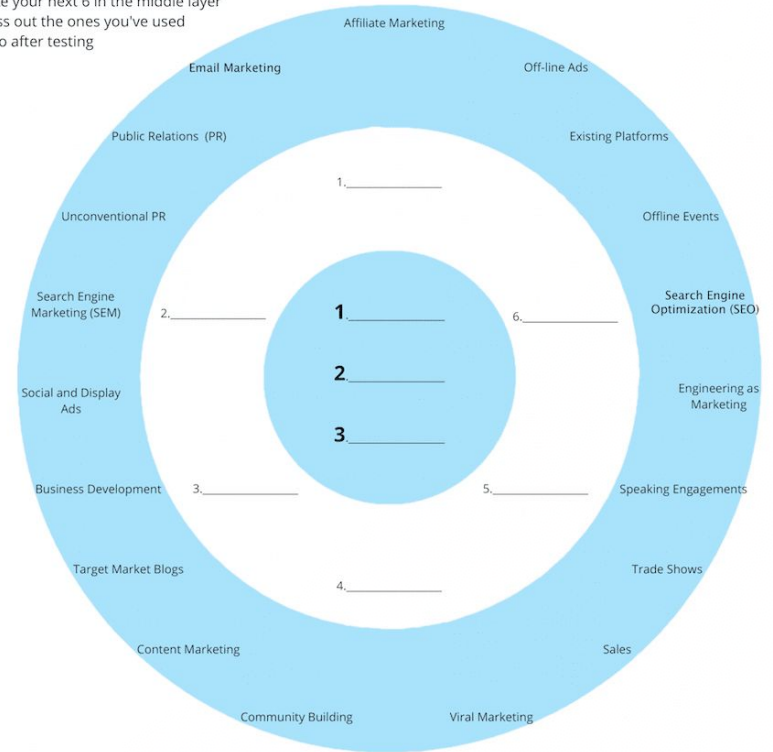 your next 6 in the middle layer
out the ones you've used
after testing
Affiliate Marketing
Email Marketing
Off-line Ads
Public Relations (PR)
Existing Platforms
1.
Unconventional PR
Offline Events
Search Engine
Marketing (SEM)
2.
1
6.
Search Engine
Optimization (SEO)
2
Social and Display
Ads
Engineering as
Marketing
3
Business Development
3.
5.
Speaking Engagements
Target Market Blogs
4.
Trade Shows
Content Marketing
Sales
Community Building
Viral Marketing